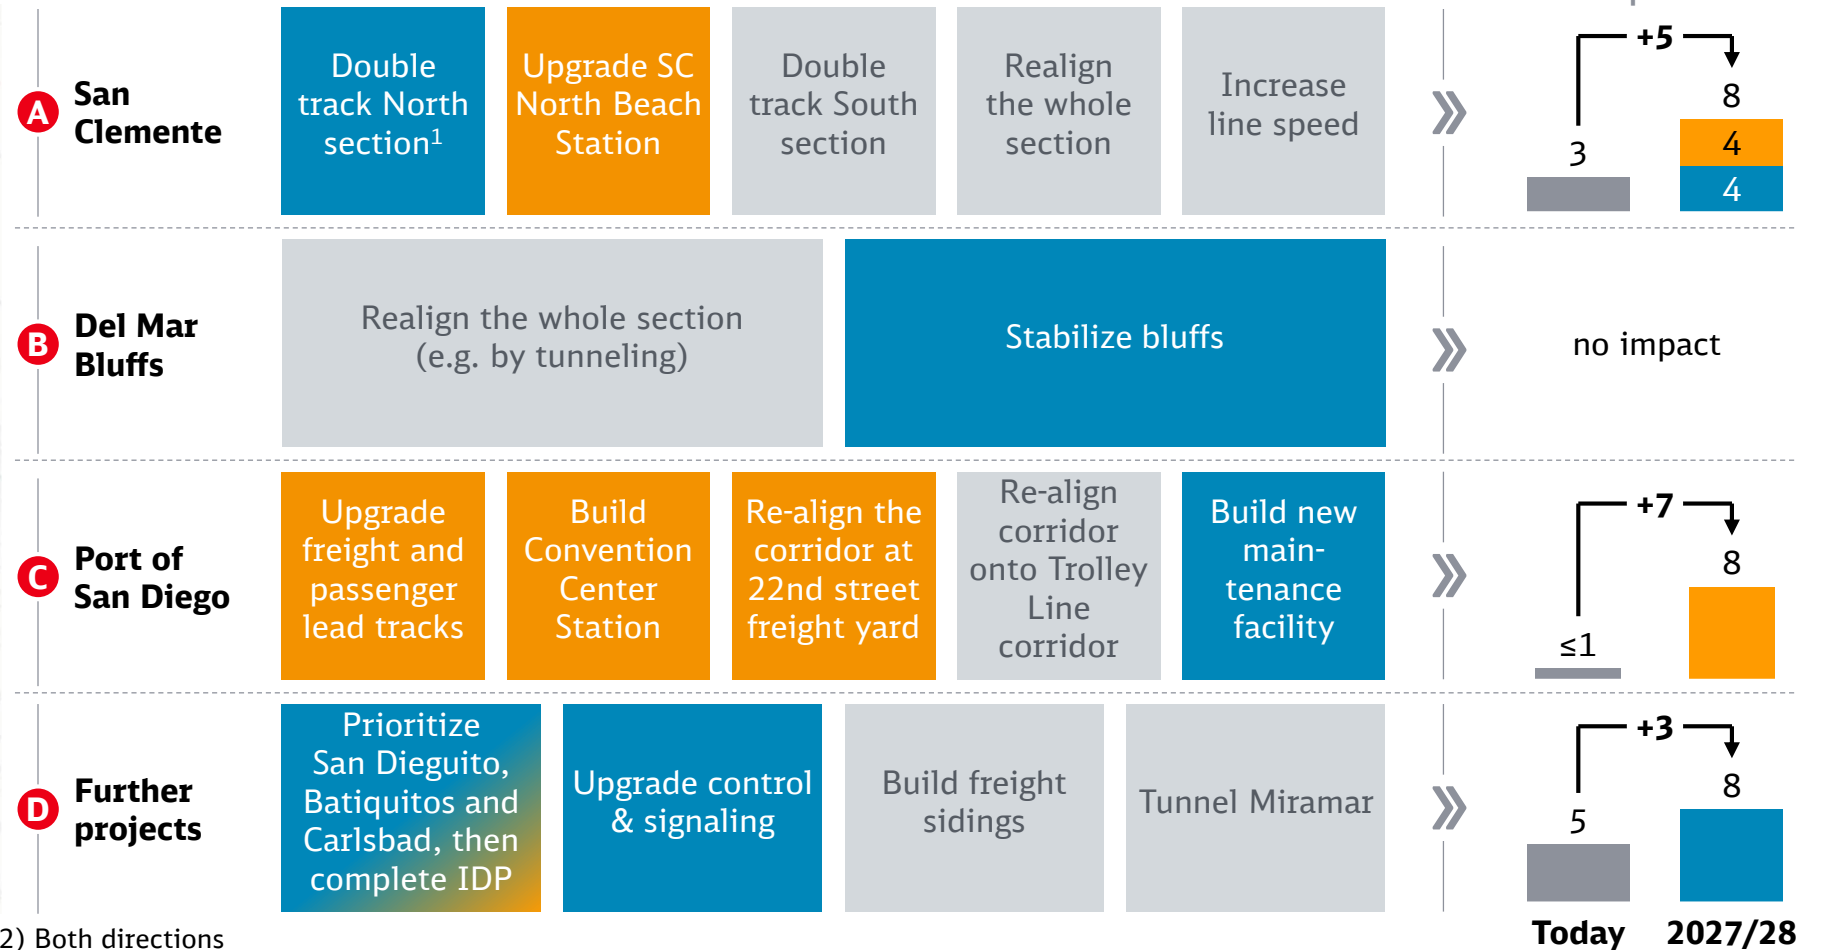 A
San
Clemente
Double
track North
section1
Upgrade SC
North Beach
Station
Double
track South
section
Realign
the whole
section
Increase
line speed
+5
3
8
4
4
B
Del Mar
Bluffs
Realign the whole section
(e.g. by tunneling)
Stabilize bluffs
no impact
C
Port of
San Diego
Upgrade
freight and
passenger
lead tracks
Build
Convention
Center
Station
Re-align the
corridor at
22nd street
freight yard
Re-align
corridor
onto Trolley
Line
corridor
Build new
main-
tenance
facility
+7
≤1
8
D
Further
projects
Prioritize
San Dieguito,
Batiquitos and
Carlsbad, then
complete IDP
Upgrade control
& signaling
Build freight
sidings
Tunnel Miramar
+3
5
8
Today 2027/28
2) Both directions